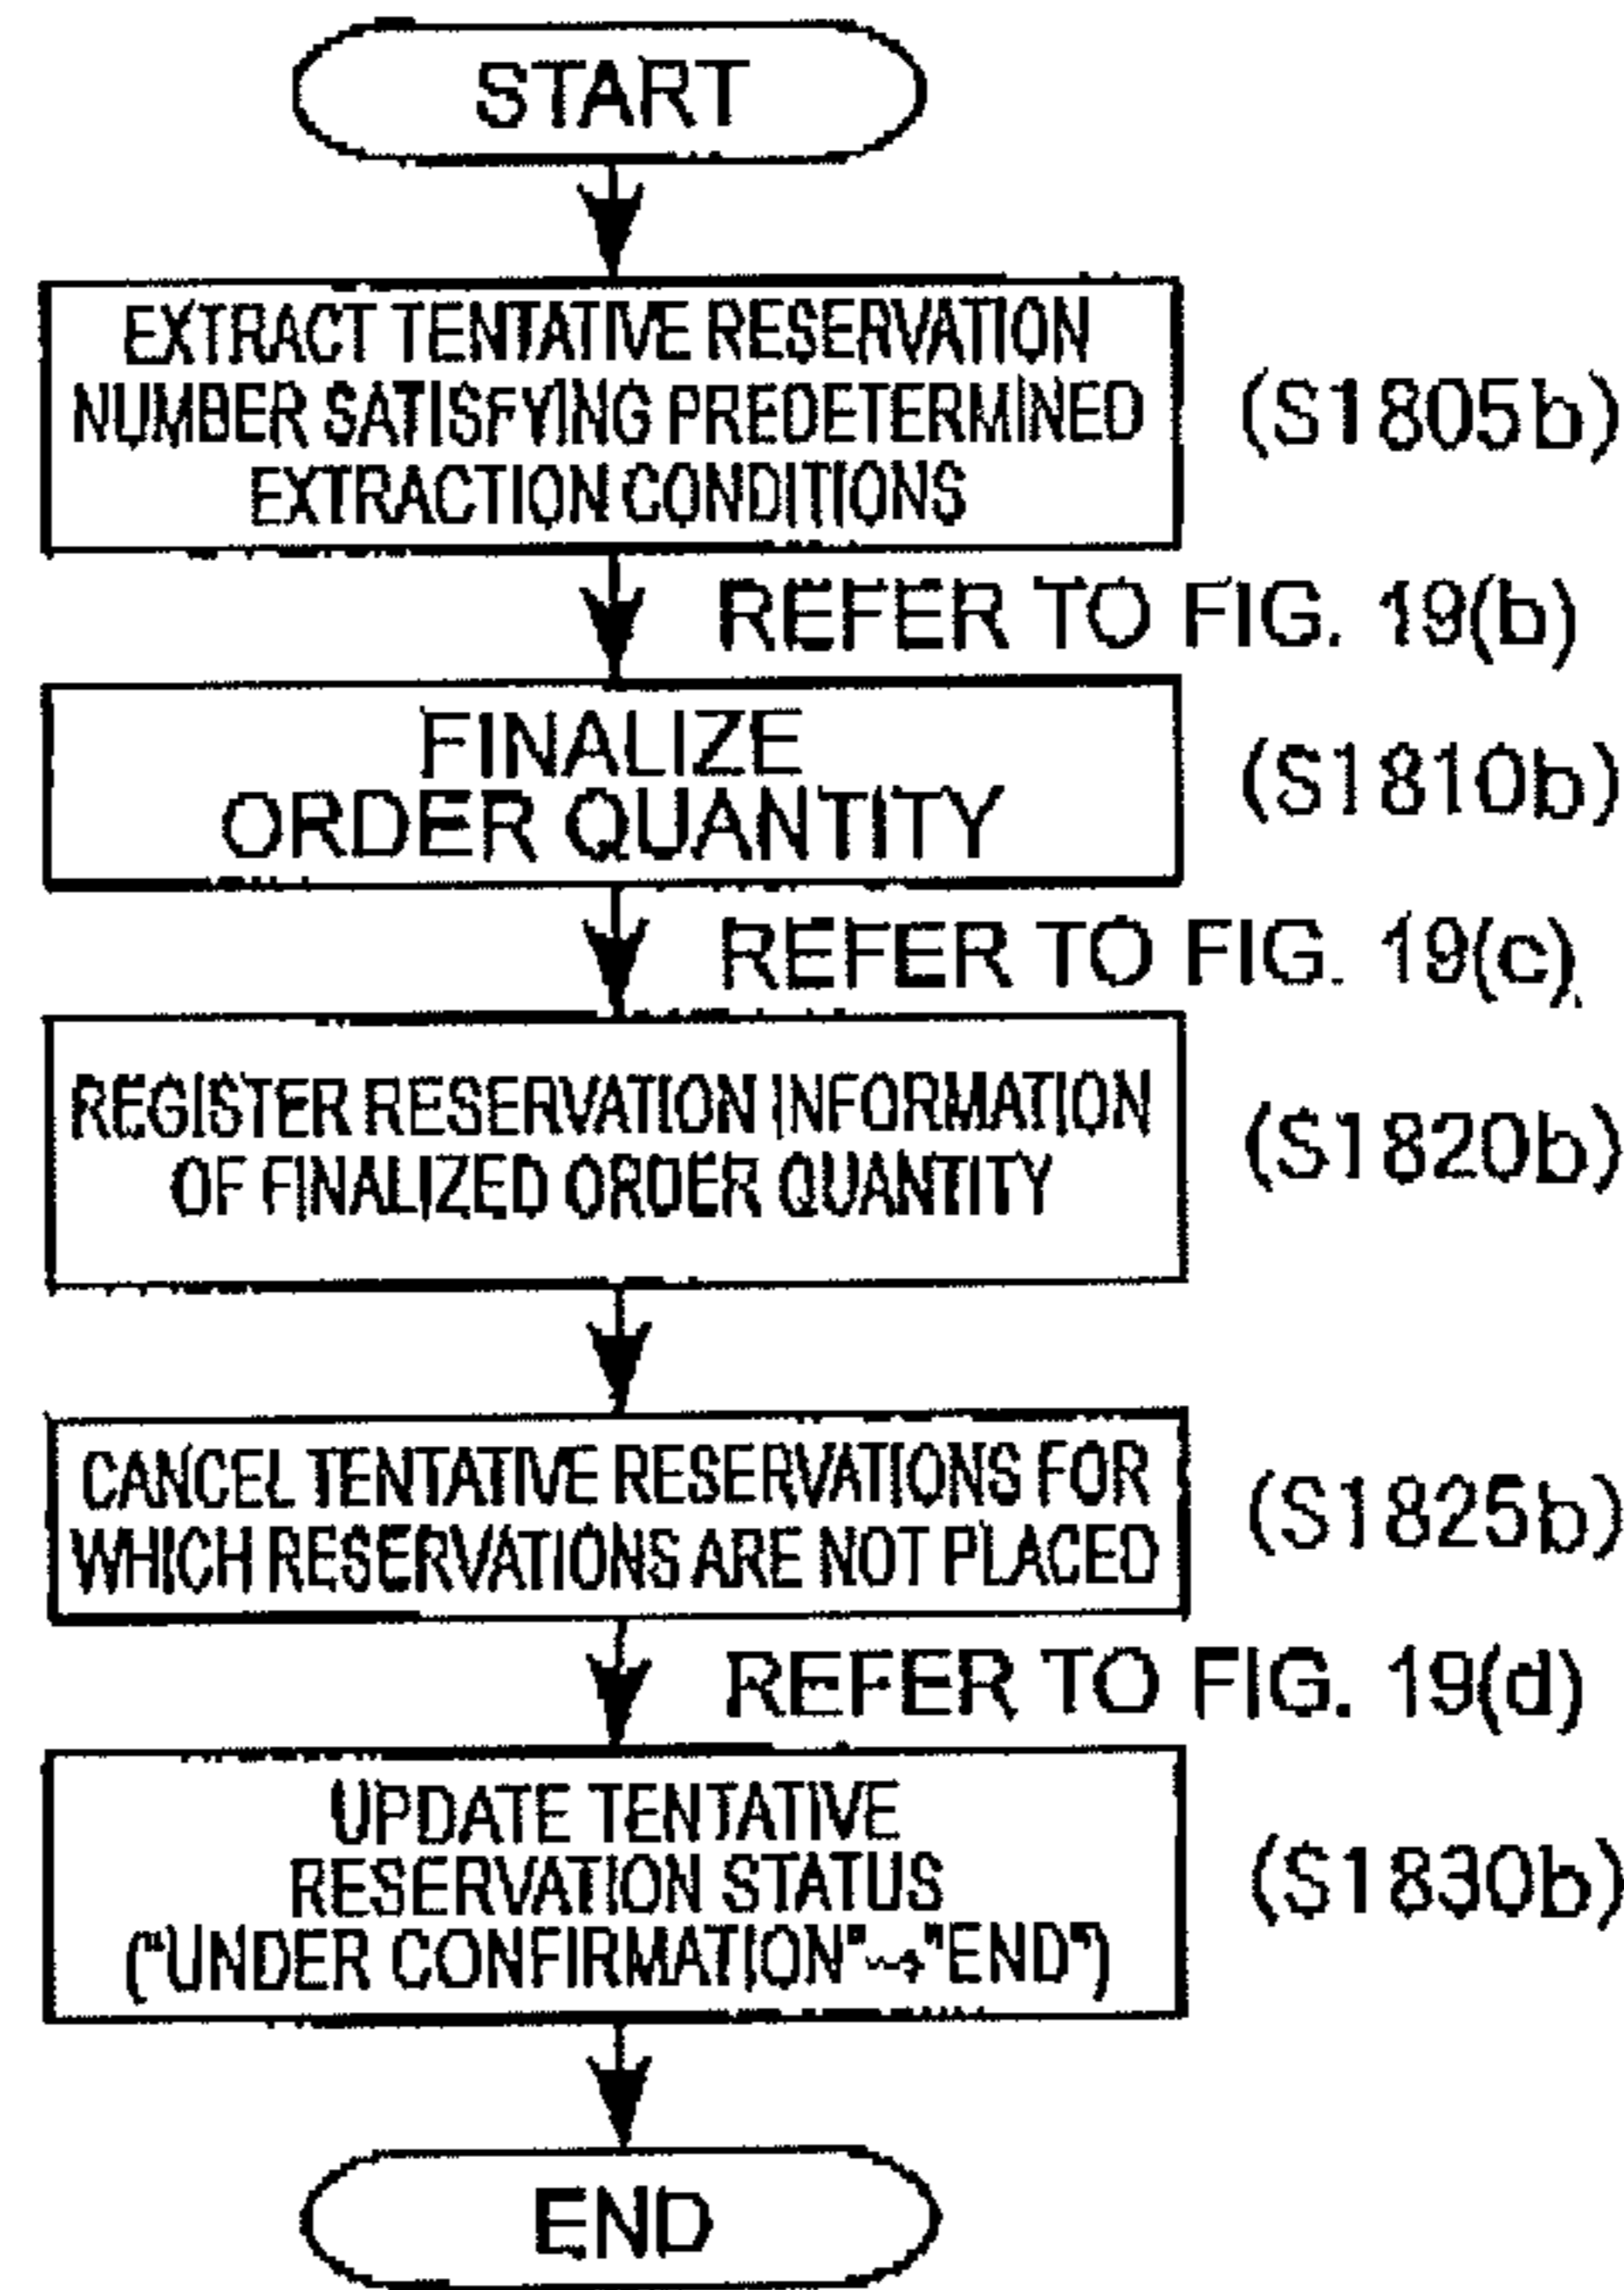 START
EXTRACT TENTATIVE RESERVATION
NUMBER SATISFYING PREDETERMINED
EXTRACTION CONDITIONS
(S1805b)
REFER TO FIG. 19(b)
FINALIZE
ORDER QUANTITY
(S1810b)
REFER TO FIG. 19(c)
REGISTER RESERVATION INFORMATION
OF FINALIZED ORDER QUANTITY
(S1820b)
CANCEL TENTATIVE RESERVATIONS FOR
WHICH RESERVATIONS ARE NOT PLACED
(S1825b)
REFER TO FIG. 19(d)
UPDATE TENTATIVE
RESERVATION STATUS
("UNDER CONFIRMATION"→"END")
(S1830b)
END